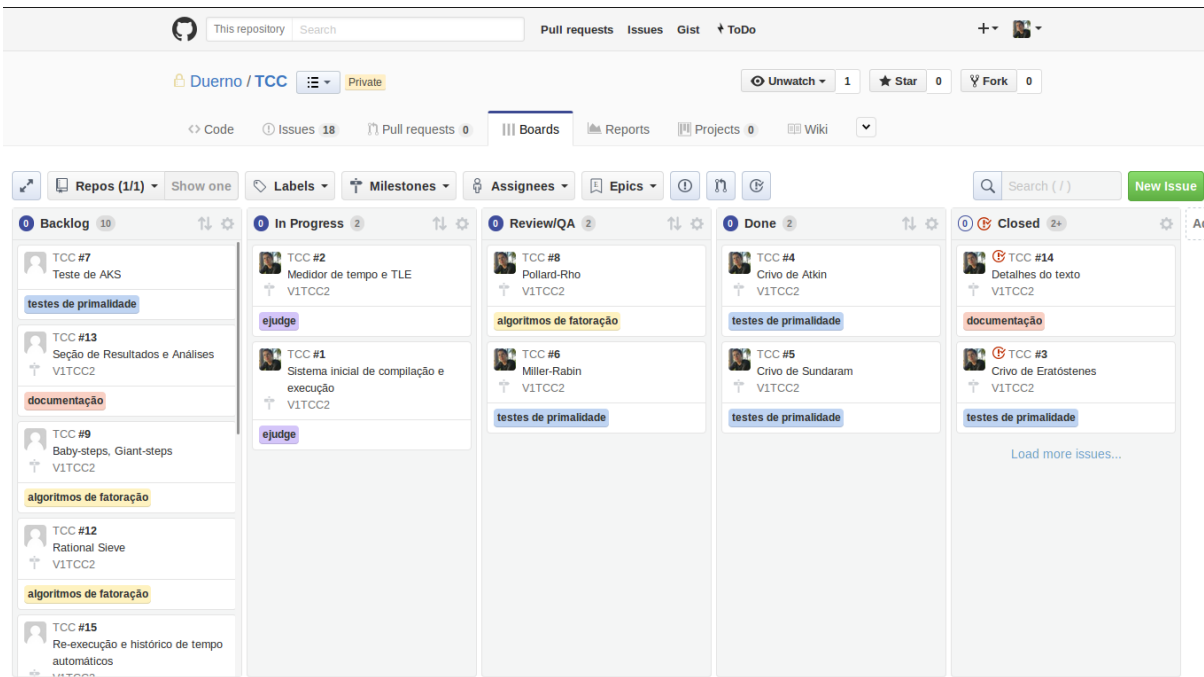 This repository Search Pull requests Issues Gist ToDo
Duerno / TCC Private Unwatch 1 Star 0 Fork 0
Code Issues 18 Pull requests 0 Boards Reports Projects 0 Wiki
Repos (1/1) Show one Labels Milestones Assignees Epics Search ( / ) New Issue
0 Backlog 10
TCC #7
Teste de AKS
testes de primalidade
TCC #13
Seção de Resultados e Análises
V1TCC2
documentação
TCC #9
Baby-steps, Giant-steps
V1TCC2
algoritmos de fatoração
TCC #12
Rational Sieve
V1TCC2
algoritmos de fatoração
TCC #15
Re-execução e histórico de tempo
automáticos
V1TCC2
0 In Progress 2
TCC #2
Medidor de tempo e TLE
V1TCC2
ejudge
TCC #1
Sistema inicial de compilação e
execução
V1TCC2
ejudge
0 Review/QA 2
TCC #8
Pollard-Rho
V1TCC2
algoritmos de fatoração
TCC #6
Miller-Rabin
V1TCC2
testes de primalidade
0 Done 2
TCC #4
Crivo de Atkin
V1TCC2
testes de primalidade
TCC #5
Crivo de Sundaram
V1TCC2
testes de primalidade
0 Closed 2+
TCC #14
Detalhes do texto
V1TCC2
documentação
TCC #3
Crivo de Eratóstenes
V1TCC2
testes de primalidade
Load more issues...